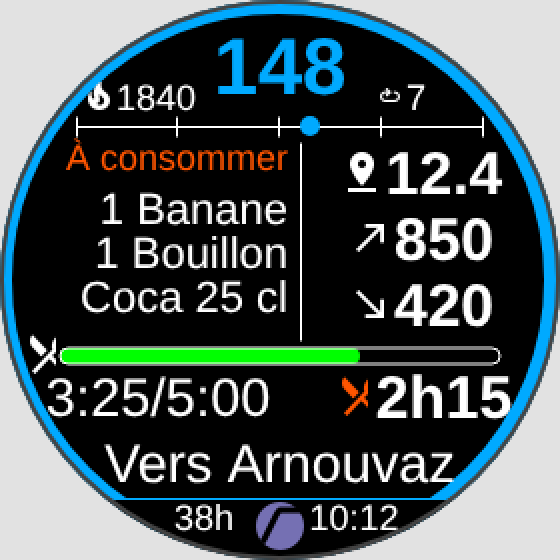 148
1840
7
À consommer
1 Banane
1 Bouillon
Coca 25 cl
12.4
850
420
3:25/5:00
2h15
Vers Arnouvaz
38h
10:12